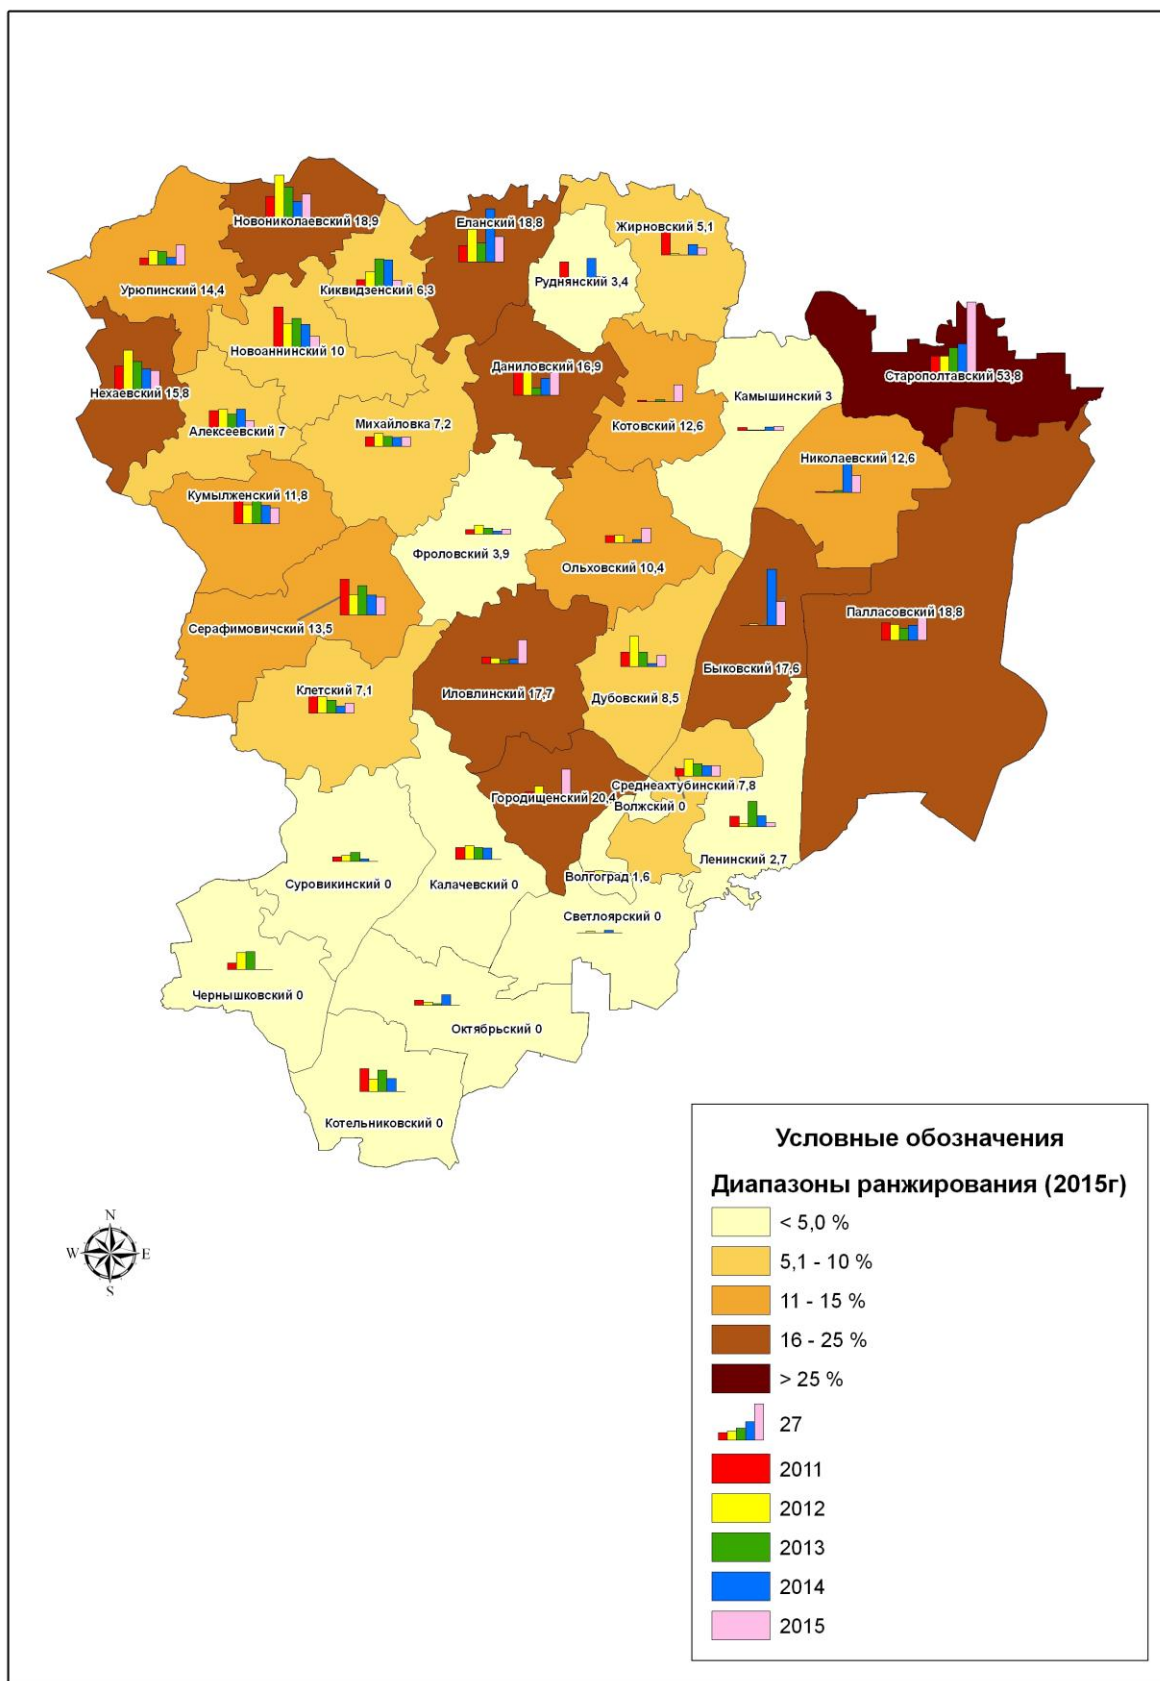 Новониколаевский 18,9
Еланский 18,8
Жирновский 5,1
Урюпинский 14,4
Киквидзенский 6,3
Руднянский 3,4
Новоаннинский 10
Даниловский 16,9
Старополтавский 53,8
Нехаевский 15,8
Камышинский 3
Алексеевский 7
Михайловка 7,2
Котовский 12,6
Николаевский 12,6
Кумылженский 11,8
Фроловский 3,9
Ольховский 10,4
Серафимовичский 13,5
Палласовский 18,8
Клетский 7,1
Иловлинский 17,7
Дубовский 8,5
Быковский 17,6
Среднеахтубинский 7,8
Городищенский 20,4
Волжский 0
Ленинский 2,7
Суровикинский 0
Калачевский 0
Волгоград 1,6
Светлоярский 0
Чернышковский 0
Октябрьский 0
Котельниковский 0
Условные обозначения
Диапазоны ранжирования (2015г)
< 5,0 %
5,1 - 10 %
11 - 15 %
16 - 25 %
> 25 %
27
2011
2012
2013
2014
2015
N
W E
S